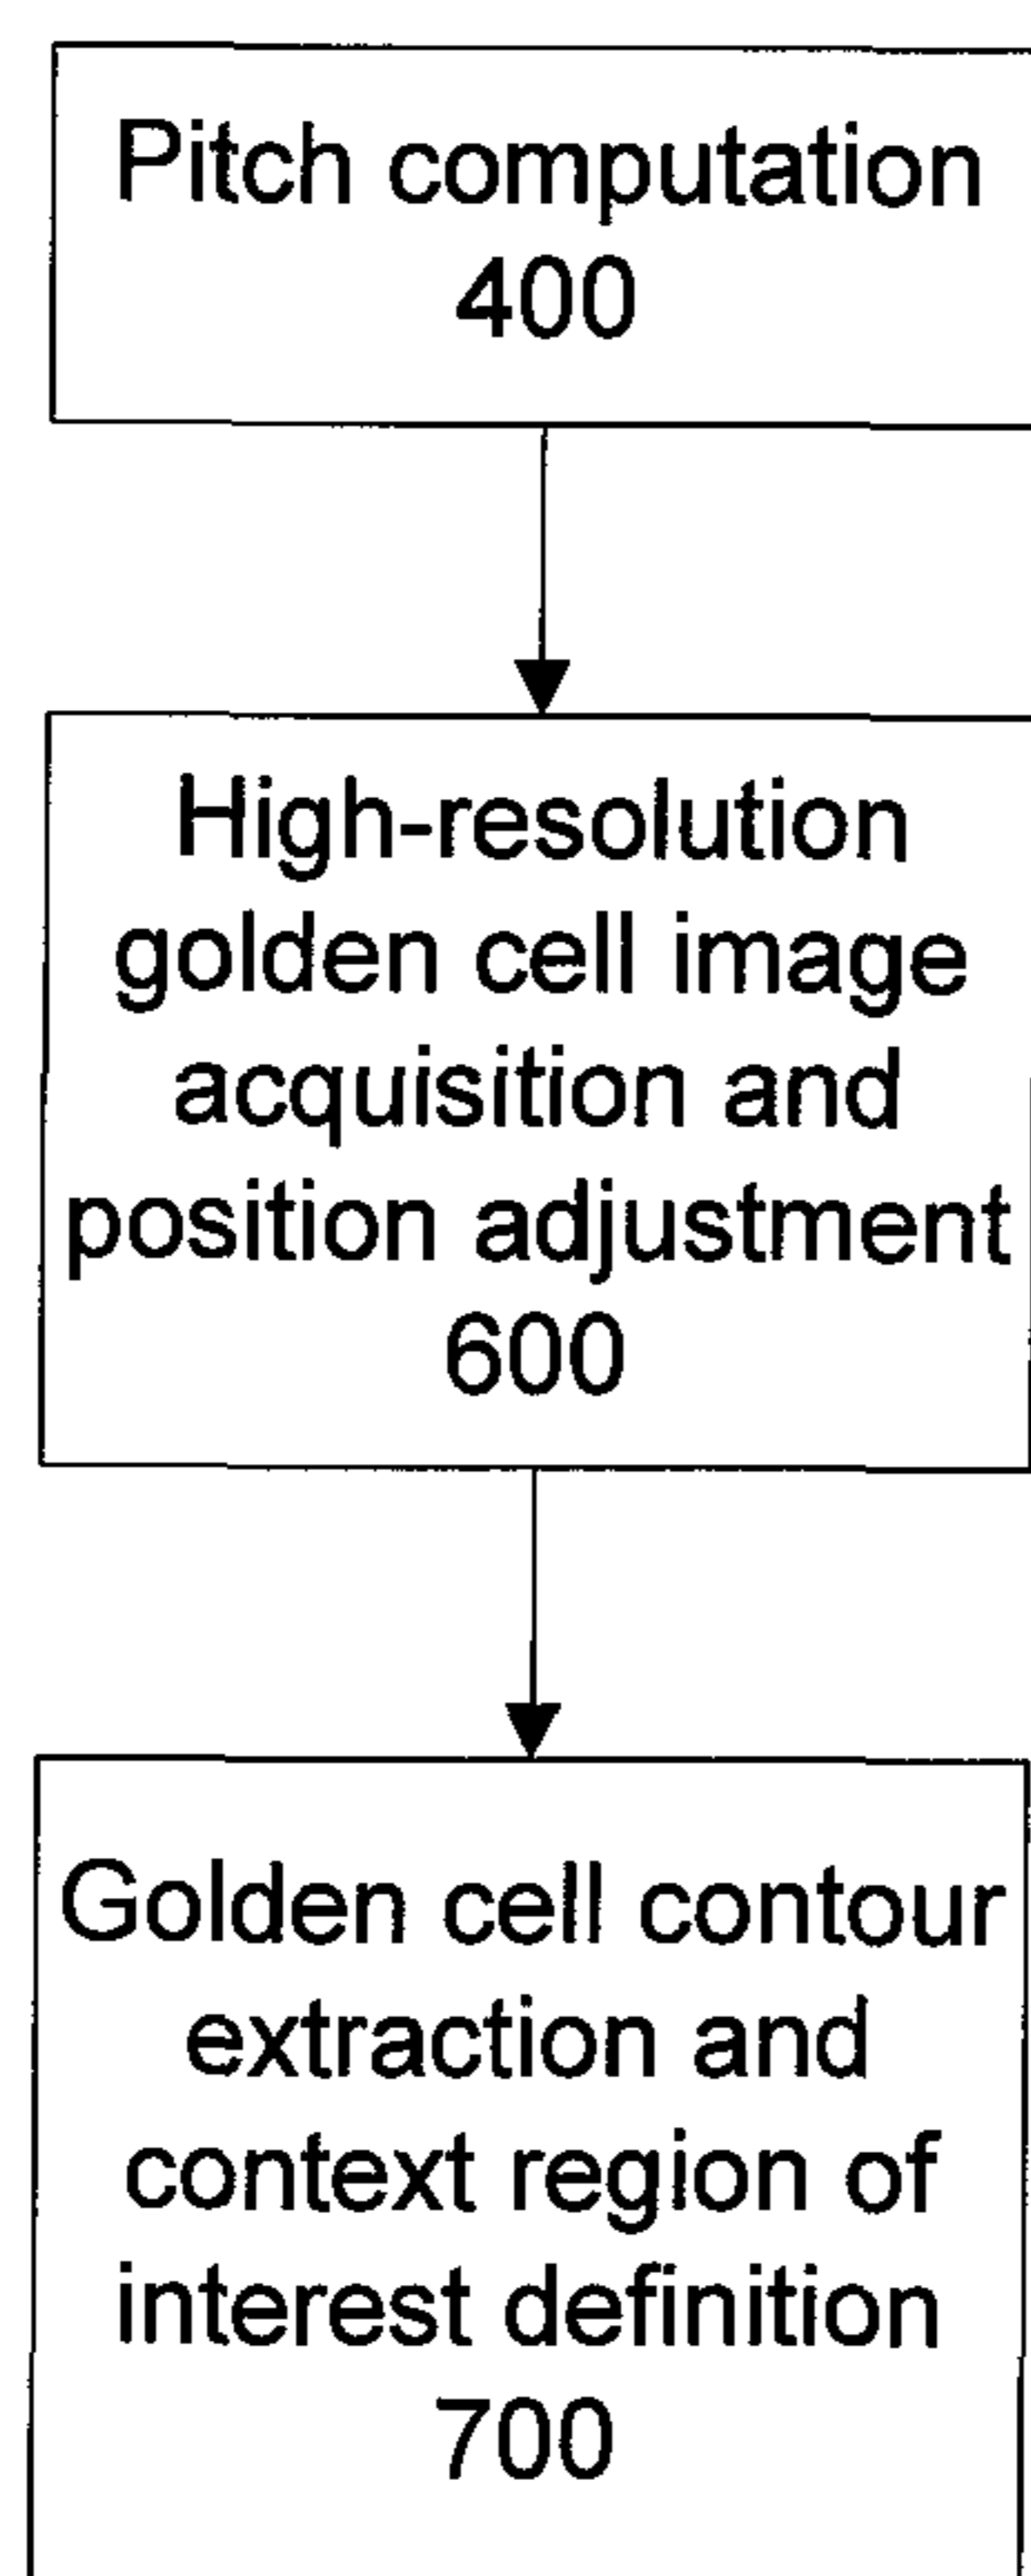 Pitch computation
400
High-resolution
golden cell image
acquisition and
position adjustment
600
Golden cell contour
extraction and
context region of
interest definition
700